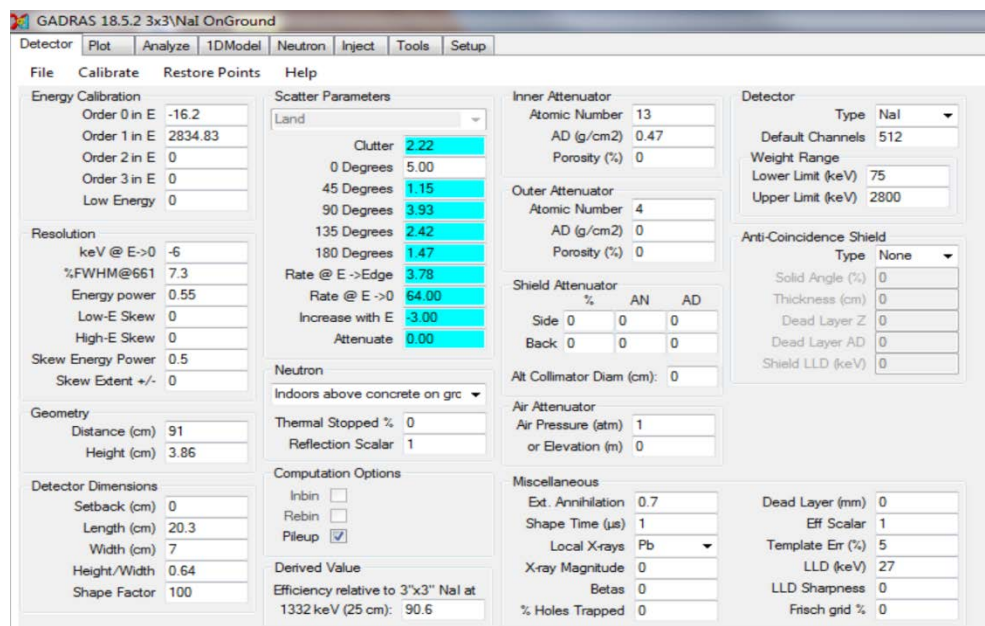 GADRAS 18.5.2 3x3\NaI OnGround
Detector Plot Analyze 1DModel Neutron Inject Tools Setup
File Calibrate Restore Points Help
Energy Calibration
Order 0 in E -16.2
Order 1 in E 2834.83
Order 2 in E 0
Order 3 in E 0
Low Energy 0
Resolution
keV @ E->0 -6
%FWHM@661 7.3
Energy power 0.55
Low-E Skew 0
High-E Skew 0
Skew Energy Power 0.5
Skew Extent +/- 0
Geometry
Distance (cm) 91
Height (cm) 3.86
Detector Dimensions
Setback (cm) 0
Length (cm) 20.3
Width (cm) 7
Height/Width 0.64
Shape Factor 100
Scatter Parameters
Land
Clutter 2.22
0 Degrees 5.00
45 Degrees 1.15
90 Degrees 3.93
135 Degrees 2.42
180 Degrees 1.47
Rate @ E ->Edge 3.78
Rate @ E ->0 64.00
Increase with E -3.00
Attenuate 0.00
Neutron
Indoors above concrete on grc
Thermal Stopped % 0
Reflection Scalar 1
Computation Options
Inbin
Rebin
Pileup
Derived Value
Efficiency relative to 3"x3" NaI at
1332 keV (25 cm): 90.6
Inner Attenuator
Atomic Number 13
AD (g/cm2) 0.47
Porosity (%) 0
Outer Attenuator
Atomic Number 4
AD (g/cm2) 0
Porosity (%) 0
Shield Attenuator
% AN AD
Side 0 0 0
Back 0 0 0
Alt Collimator Diam (cm): 0
Air Attenuator
Air Pressure (atm) 1
or Elevation (m) 0
Detector
Type NaI
Default Channels 512
Weight Range
Lower Limit (keV) 75
Upper Limit (keV) 2800
Anti-Coincidence Shield
Type None
Solid Angle (%) 0
Thickness (cm) 0
Dead Layer Z 0
Dead Layer AD 0
Shield LLD (keV) 0
Miscellaneous
Ext. Annihilation 0.7
Shape Time (µs) 1
Local X-rays Pb
X-ray Magnitude 0
Betas 0
% Holes Trapped 0
Dead Layer (mm) 0
Eff Scalar 1
Template Err (%) 5
LLD (keV) 27
LLD Sharpness 0
Frisch grid % 0